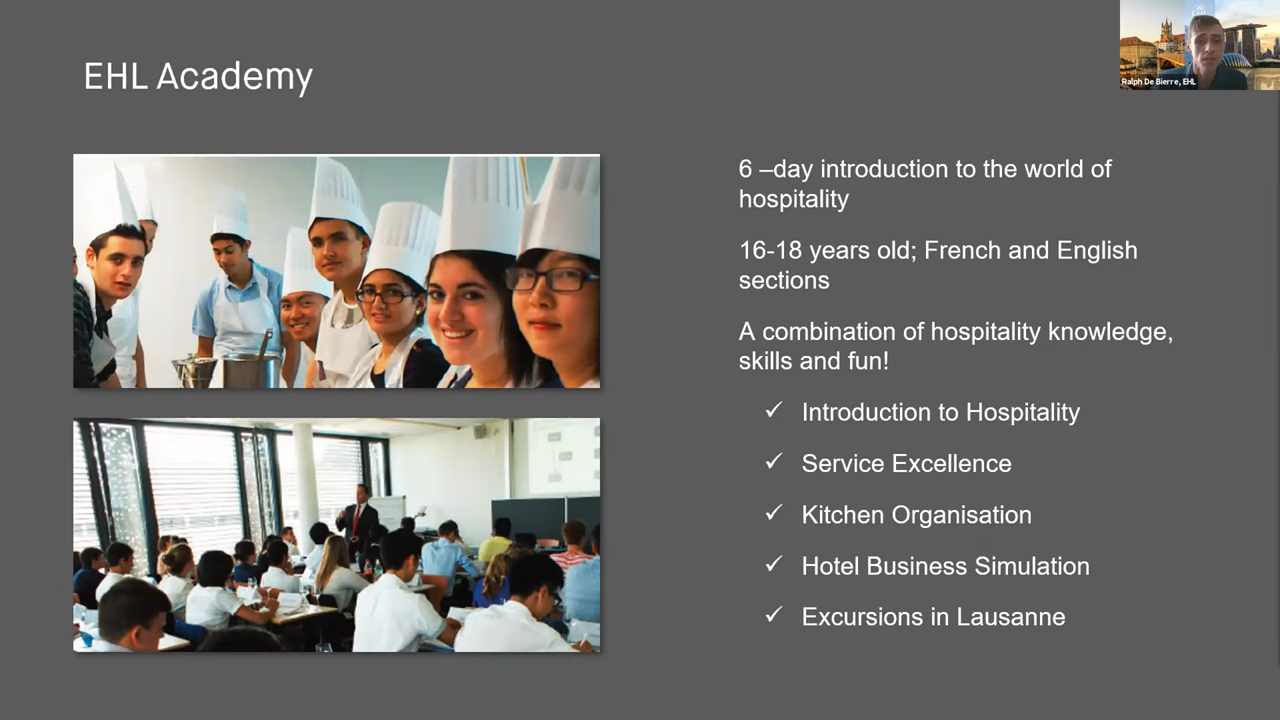 EHL Academy
Ralph De Bierre, EHL
6 –day introduction to the world of
hospitality
16-18 years old; French and English
sections
A combination of hospitality knowledge,
skills and fun!
✓ Introduction to Hospitality
✓ Service Excellence
✓ Kitchen Organisation
✓ Hotel Business Simulation
✓ Excursions in Lausanne